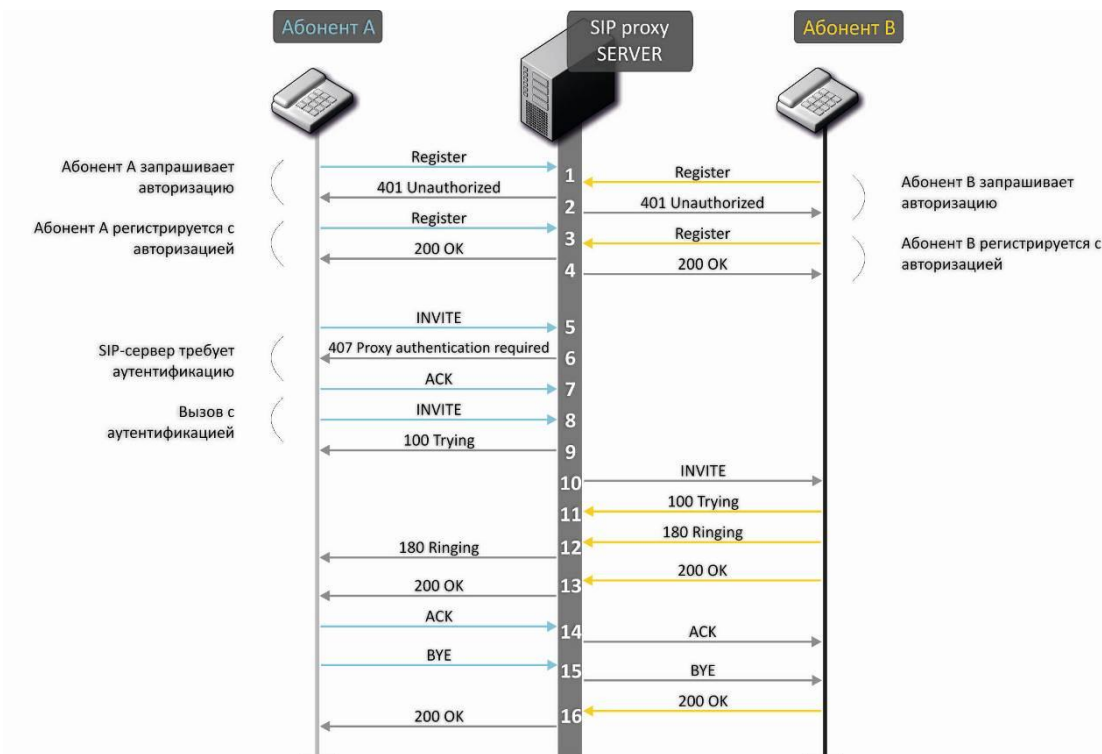 Абонент А
SIP proxy
SERVER
Абонент В
Абонент А запрашивает
авторизацию
Register
1
Register
Абонент В запрашивает
авторизацию
401 Unauthorized
2
401 Unauthorized
Абонент А регистрируется с
авторизацией
Register
3
Register
Абонент В регистрируется с
авторизацией
200 OK
4
200 OK
INVITE
5
SIP-сервер требует
аутентификацию
407 Proxy authentication required
6
ACK
7
Вызов с
аутентификацией
INVITE
8
100 Trying
9
INVITE
10
100 Trying
11
180 Ringing
12
180 Ringing
200 OK
13
200 OK
ACK
14
ACK
BYE
15
BYE
200 OK
16
200 OK